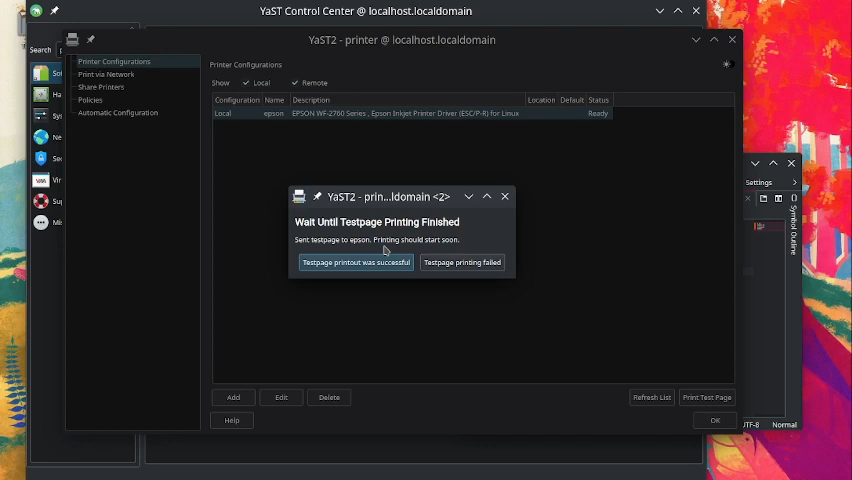 YaST Control Center @ localhost.localdomain
YaST2 - printer @ localhost.localdomain
Search
Printer Configurations
Print via Network
Share Printers
Policies
Automatic Configuration
Printer Configurations
Show Local Remote
Configuration Name Description Location Default Status
Local epson EPSON WF-2760 Series , Epson Inkjet Printer Driver (ESC/P-R) for Linux Ready
YaST2 - prin...ldomain <2>
Wait Until Testpage Printing Finished
Sent testpage to epson. Printing should start soon.
Testpage printout was successful Testpage printing failed
Add Edit Delete Refresh List Print Test Page
Help OK
Settings
Symbol Outline
UTF-8 Normal